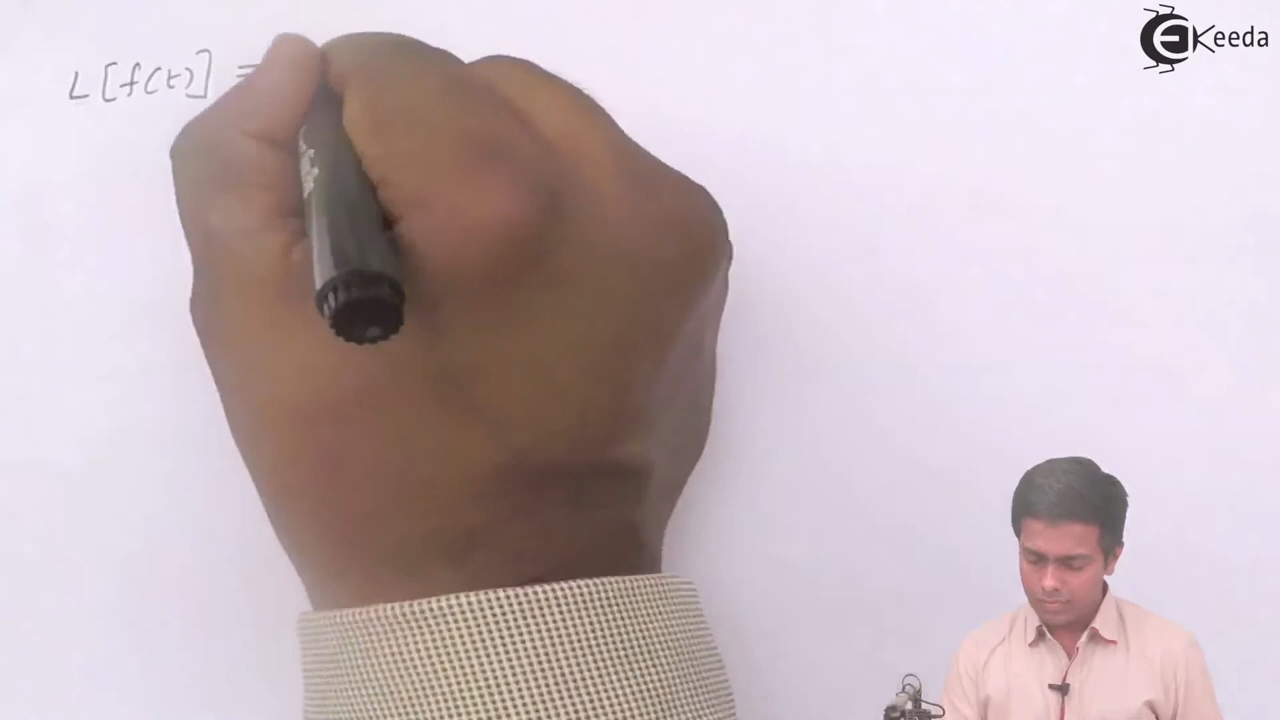 L[f(t)] =
EKeeda